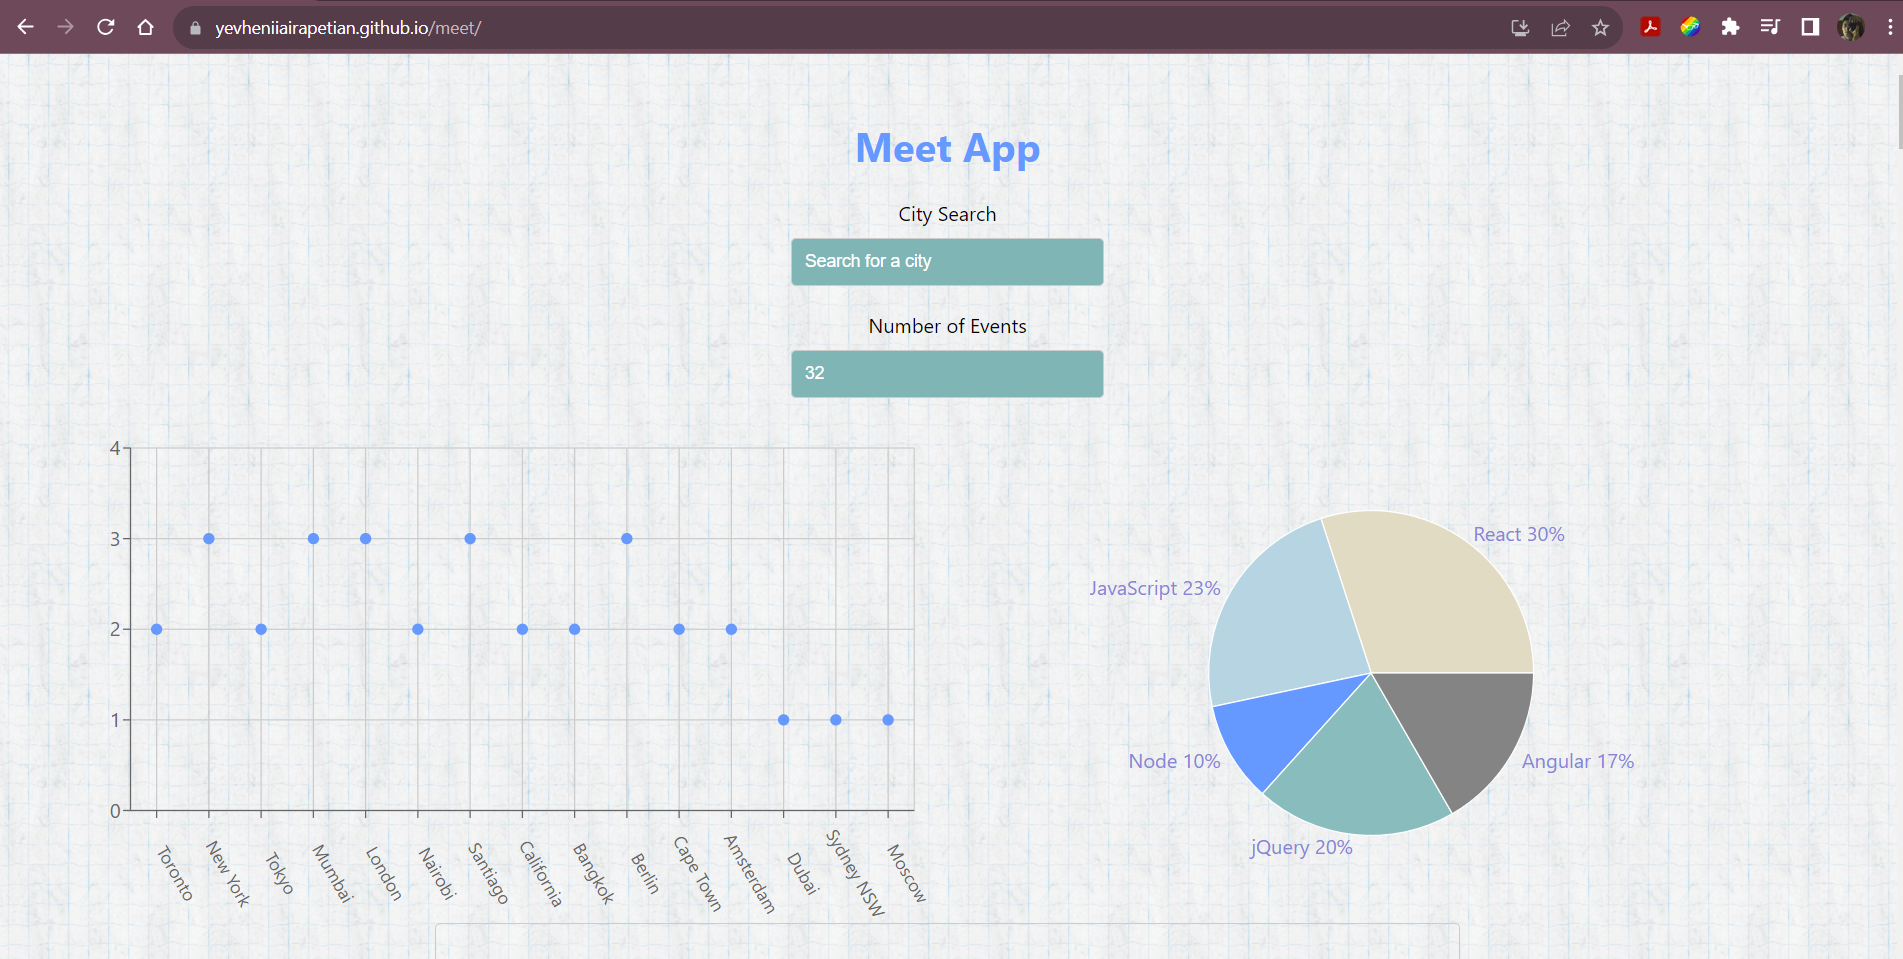 yevheniiairapetian.github.io/meet/
Meet App
City Search
Search for a city
Number of Events
32
4
3
2
1
0
Toronto
New York
Tokyo
Mumbai
London
Nairobi
Santiago
California
Bangkok
Berlin
Cape Town
Amsterdam
Dubai
Sydney NSW
Moscow
React 30%
JavaScript 23%
Node 10%
Angular 17%
jQuery 20%